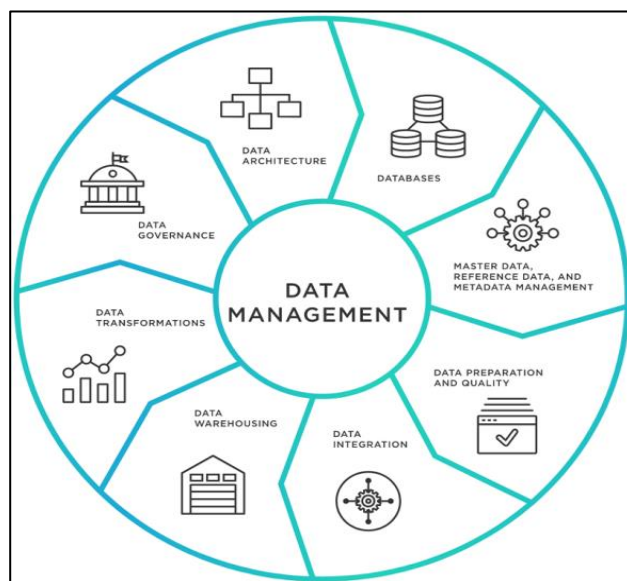 DATA
ARCHITECTURE
DATABASES
MASTER DATA,
REFERENCE DATA, AND
METADATA MANAGEMENT
DATA PREPARATION
AND QUALITY
DATA
INTEGRATION
DATA
WAREHOUSING
DATA
TRANSFORMATIONS
DATA
GOVERNANCE
DATA
MANAGEMENT